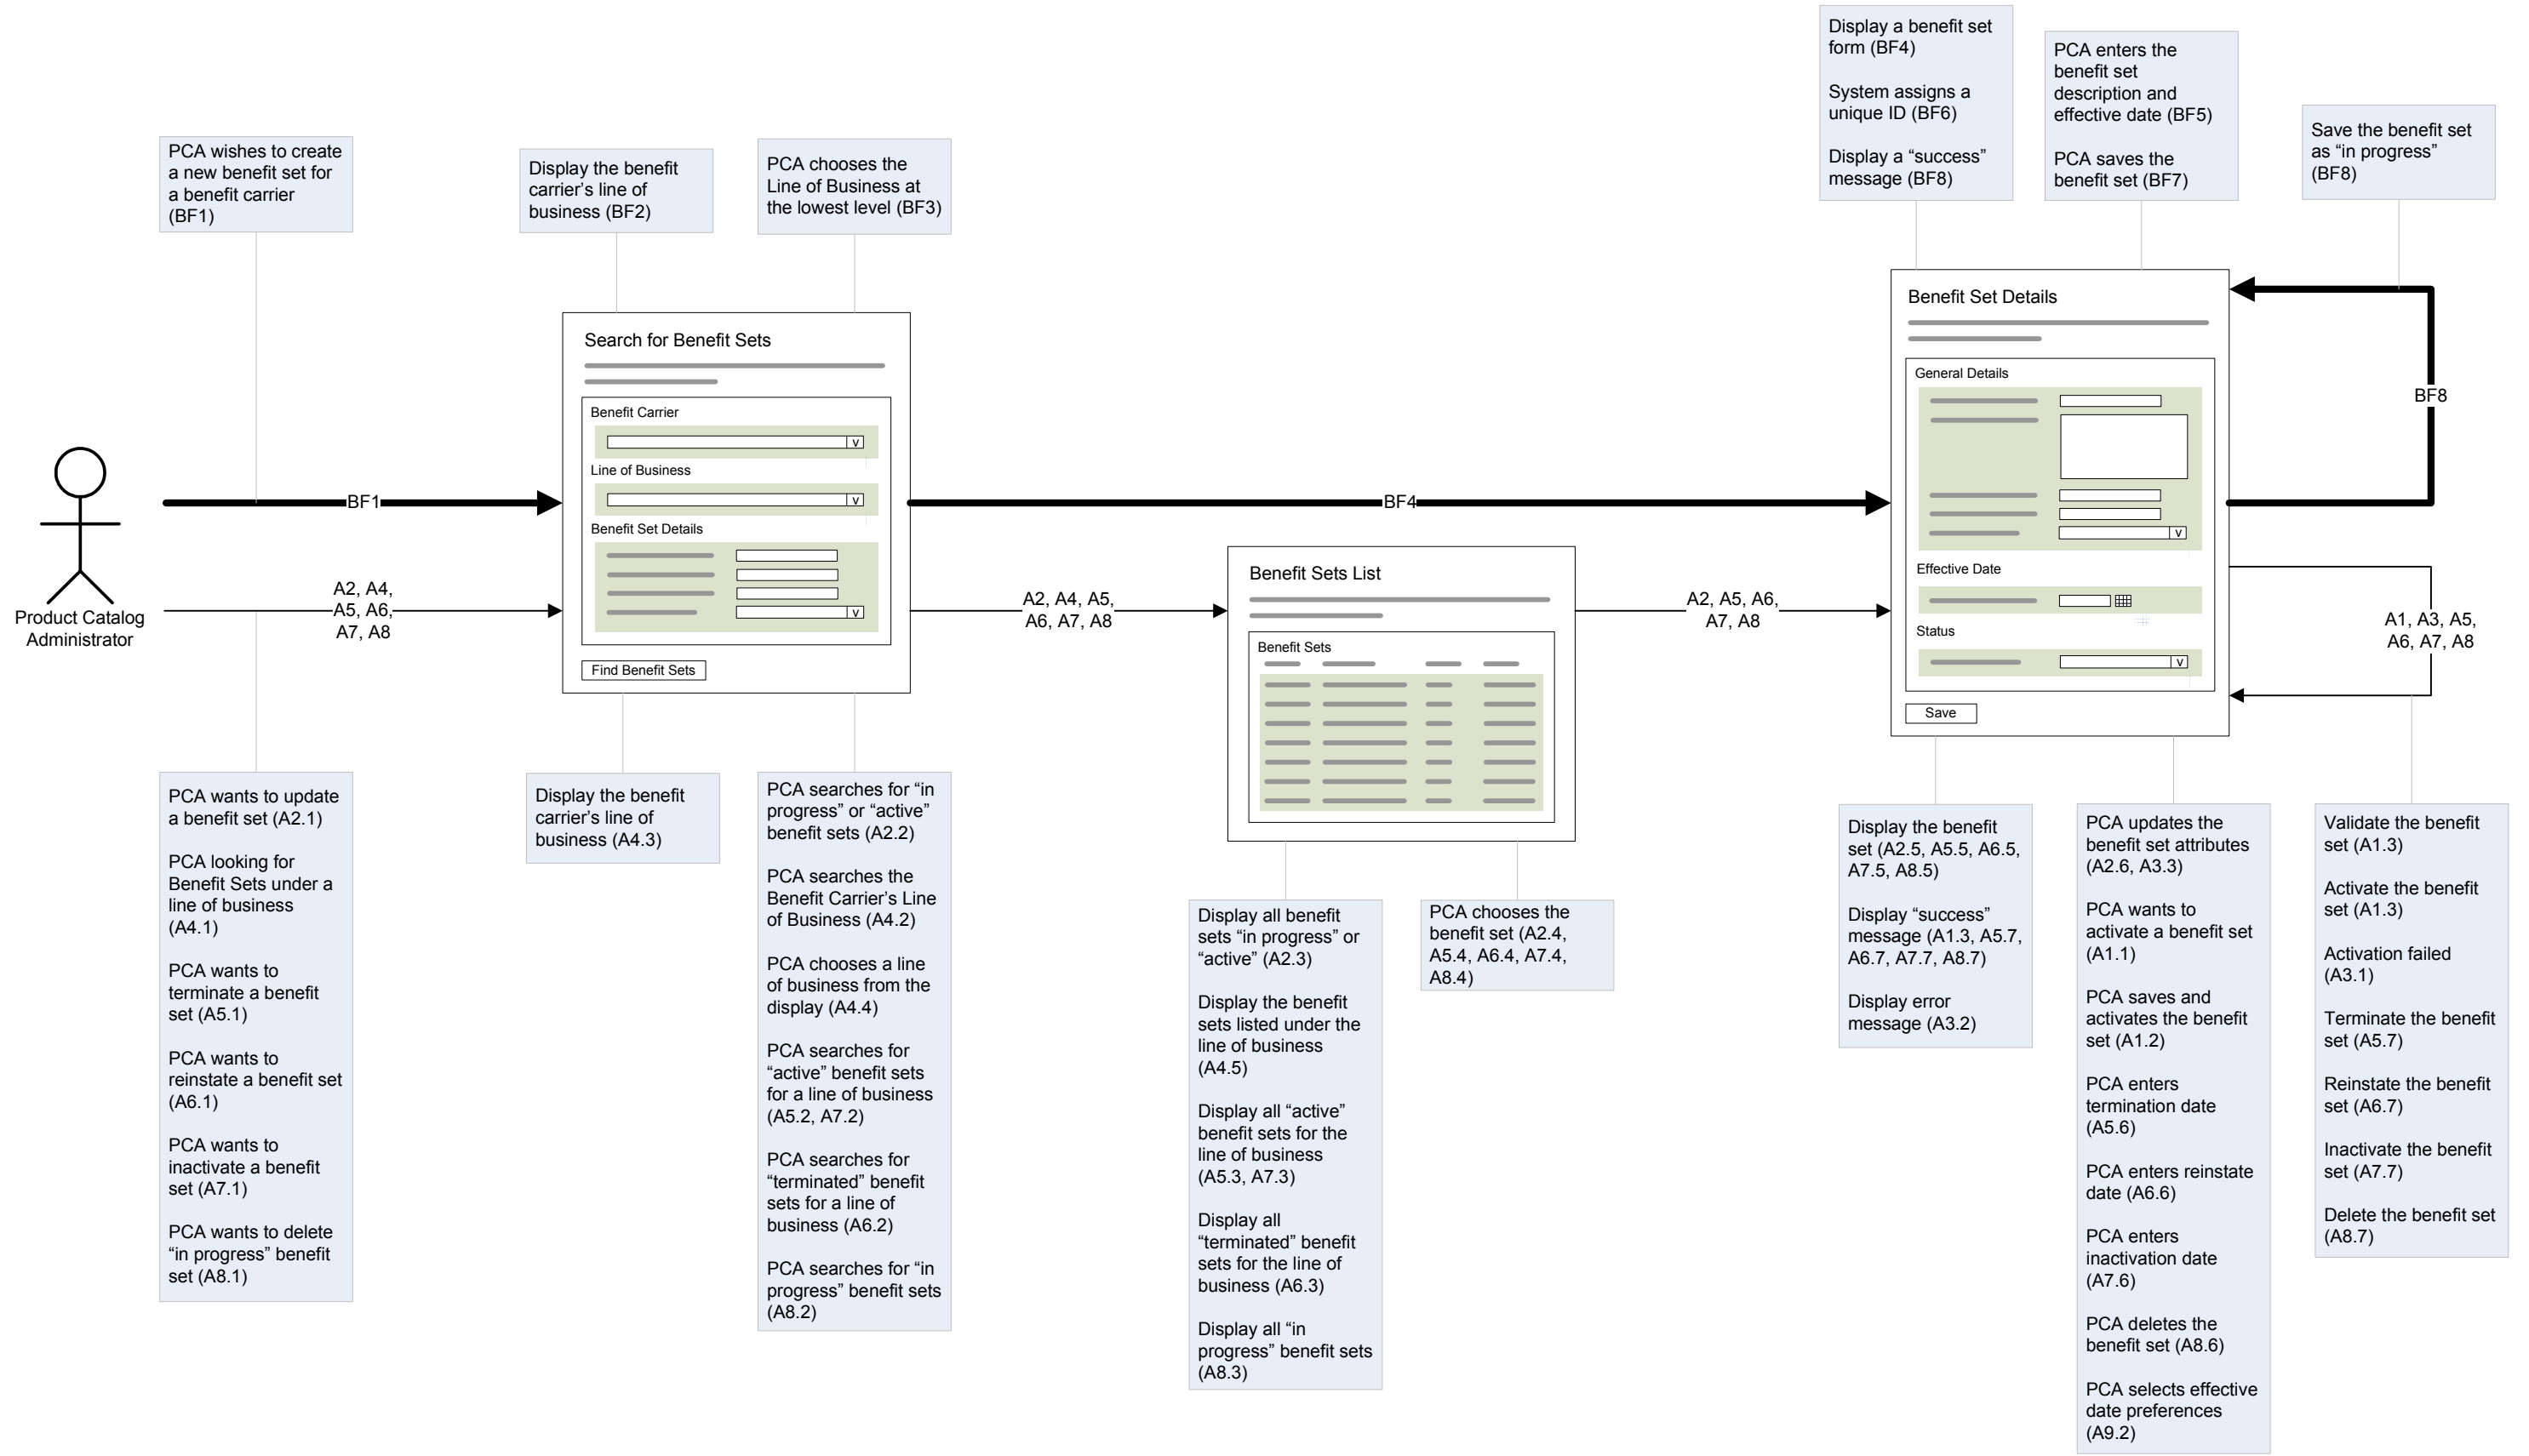 PCA wishes to create
a new benefit set for
a benefit carrier
(BF1)
Display the benefit
carrier's line of
business (BF2)
PCA chooses the
Line of Business at
the lowest level (BF3)
Display a benefit set
form (BF4)
System assigns a
unique ID (BF6)
Display a “success”
message (BF8)
PCA enters the
benefit set
description and
effective date (BF5)
PCA saves the
benefit set (BF7)
Save the benefit set
as “in progress”
(BF8)
Product Catalog
Administrator
BF1
A2, A4,
A5, A6,
A7, A8
Search for Benefit Sets
Benefit Carrier
v
Line of Business
v
Benefit Set Details
v
Find Benefit Sets
BF4
A2, A4, A5,
A6, A7, A8
Benefit Sets List
Benefit Sets
A2, A5, A6,
A7, A8
Benefit Set Details
General Details
v
Effective Date
Status
v
Save
BF8
A1, A3, A5,
A6, A7, A8
PCA wants to update
a benefit set (A2.1)
PCA looking for
Benefit Sets under a
line of business
(A4.1)
PCA wants to
terminate a benefit
set (A5.1)
PCA wants to
reinstate a benefit set
(A6.1)
PCA wants to
inactivate a benefit
set (A7.1)
PCA wants to delete
“in progress” benefit
set (A8.1)
Display the benefit
carrier's line of
business (A4.3)
PCA searches for “in
progress” or “active”
benefit sets (A2.2)
PCA searches the
Benefit Carrier's Line
of Business (A4.2)
PCA chooses a line
of business from the
display (A4.4)
PCA searches for
“active” benefit sets
for a line of business
(A5.2, A7.2)
PCA searches for
“terminated” benefit
sets for a line of
business (A6.2)
PCA searches for “in
progress” benefit sets
(A8.2)
Display all benefit
sets “in progress” or
“active” (A2.3)
Display the benefit
sets listed under the
line of business
(A4.5)
Display all “active”
benefit sets for the
line of business
(A5.3, A7.3)
Display all
“terminated” benefit
sets for the line of
business (A6.3)
Display all “in
progress” benefit sets
(A8.3)
PCA chooses the
benefit set (A2.4,
A5.4, A6.4, A7.4,
A8.4)
Display the benefit
set (A2.5, A5.5, A6.5,
A7.5, A8.5)
Display “success”
message (A1.3, A5.7,
A6.7, A7.7, A8.7)
Display error
message (A3.2)
PCA updates the
benefit set attributes
(A2.6, A3.3)
PCA wants to
activate a benefit set
(A1.1)
PCA saves and
activates the benefit
set (A1.2)
PCA enters
termination date
(A5.6)
PCA enters reinstate
date (A6.6)
PCA enters
inactivation date
(A7.6)
PCA deletes the
benefit set (A8.6)
PCA selects effective
date preferences
(A9.2)
Validate the benefit
set (A1.3)
Activate the benefit
set (A1.3)
Activation failed
(A3.1)
Terminate the benefit
set (A5.7)
Reinstate the benefit
set (A6.7)
Inactivate the benefit
set (A7.7)
Delete the benefit set
(A8.7)